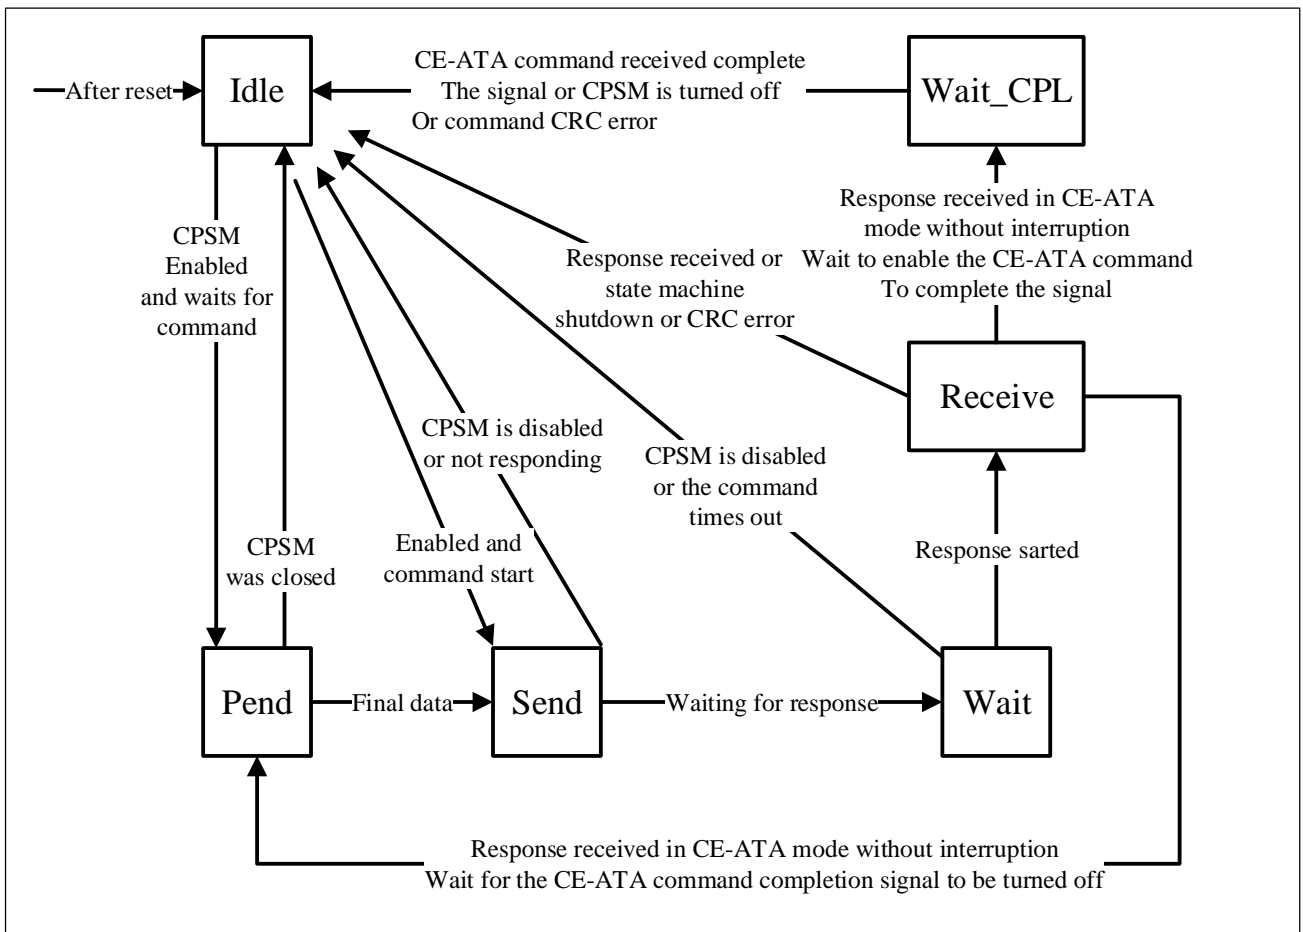 CE-ATA command received complete
After reset
Idle
The signal or CPSM is turned off
Wait_CPL
Or command CRC error
Response received in CE-ATA
mode without interruption
Wait to enable the CE-ATA command
To complete the signal
CPSM
Enabled
and waits for
command
Response received or
state machine
shutdown or CRC error
Receive
CPSM is disabled
or not responding
CPSM is disabled
or the command
times out
CPSM
was closed
Enabled and
command start
Response sarted
Pend
Final data
Send
Waiting for response
Wait
Response received in CE-ATA mode without interruption
Wait for the CE-ATA command completion signal to be turned off